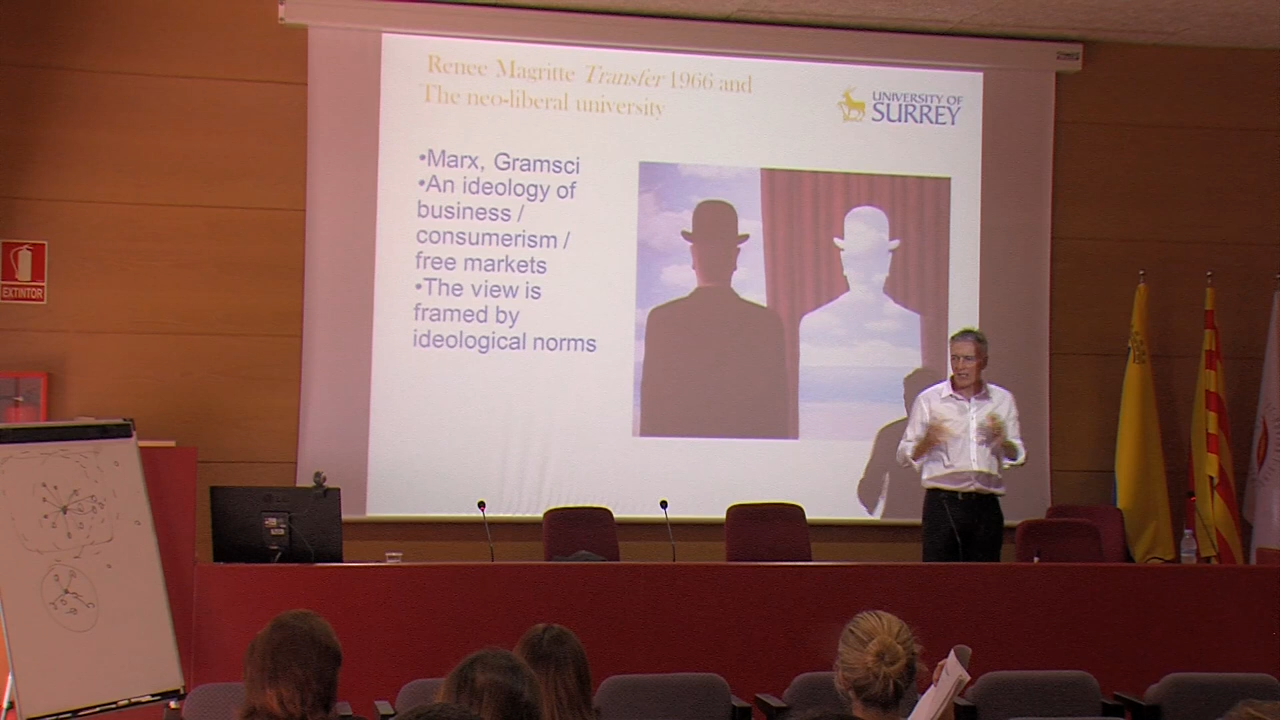 Renee Magritte Transfer 1966 and
The neo-liberal university
UNIVERSITY OF
SURREY
•Marx, Gramsci
•An ideology of
business /
consumerism /
free markets
•The view is
framed by
ideological norms
EXTINTOR
LG